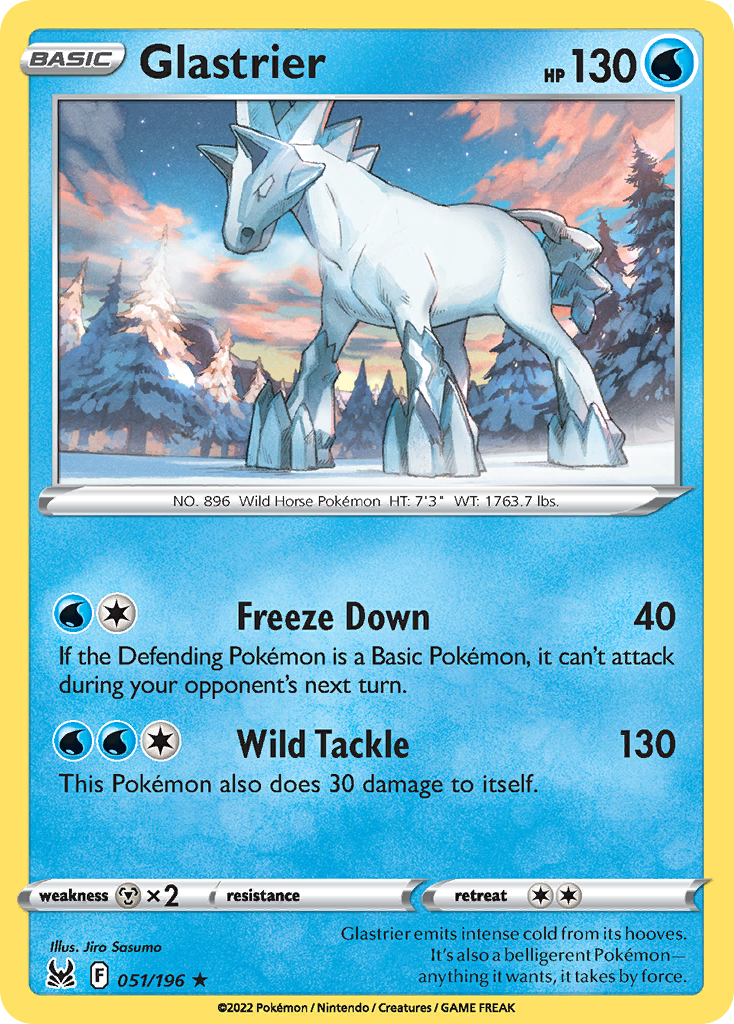 BASIC Glastrier HP 130
NO. 896 Wild Horse Pokémon HT: 7'3" WT: 1763.7 lbs.
Freeze Down 40
If the Defending Pokémon is a Basic Pokémon, it can't attack
during your opponent's next turn.
Wild Tackle 130
This Pokémon also does 30 damage to itself.
weakness ×2 resistance retreat
Illus. Jiro Sasumo
Glastrier emits intense cold from its hooves.
It's also a belligerent Pokémon—
anything it wants, it takes by force.
F 051/196 ★
©2022 Pokémon / Nintendo / Creatures / GAME FREAK